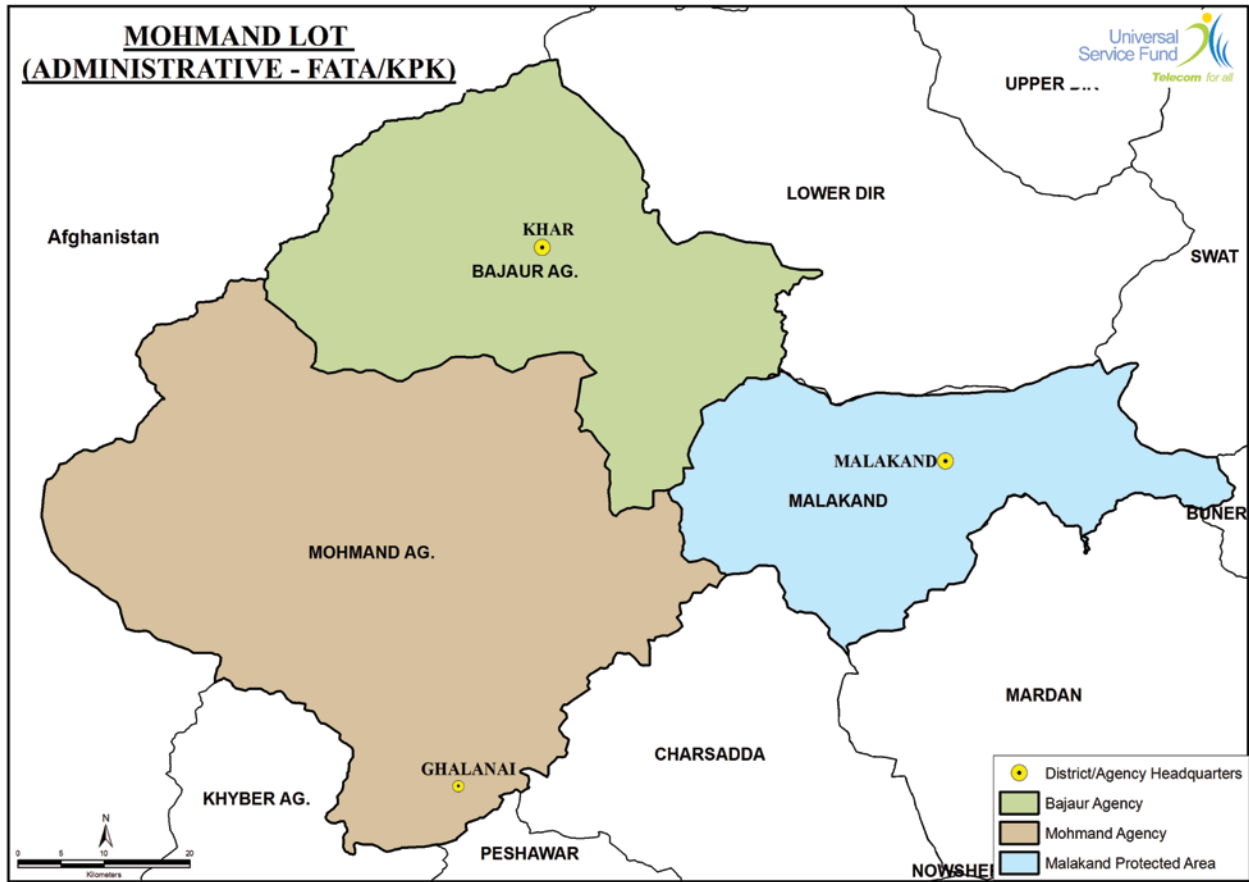 MOHMAND LOT
(ADMINISTRATIVE - FATA/KPK)
Universal
Service Fund
Telecom for all
UPPER DIR
LOWER DIR
Afghanistan
KHAR
BAJAUR AG.
SWAT
MALAKAND
MALAKAND
BUNER
MOHMAND AG.
MARDAN
CHARSADDA
GHALANAI
KHYBER AG.
PESHAWAR
NOWSHE
District/Agency Headquarters
Bajaur Agency
Mohmand Agency
Malakand Protected Area
N
0 5 10 20
Kilometers